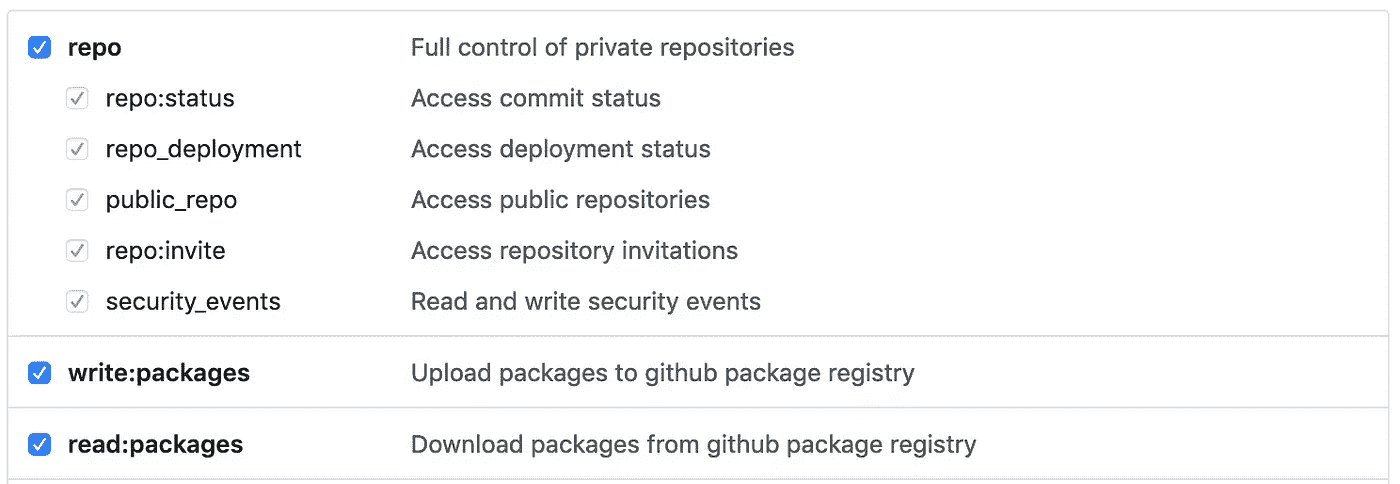 repo Full control of private repositories
repo:status Access commit status
repo_deployment Access deployment status
public_repo Access public repositories
repo:invite Access repository invitations
security_events Read and write security events
write:packages Upload packages to github package registry
read:packages Download packages from github package registry